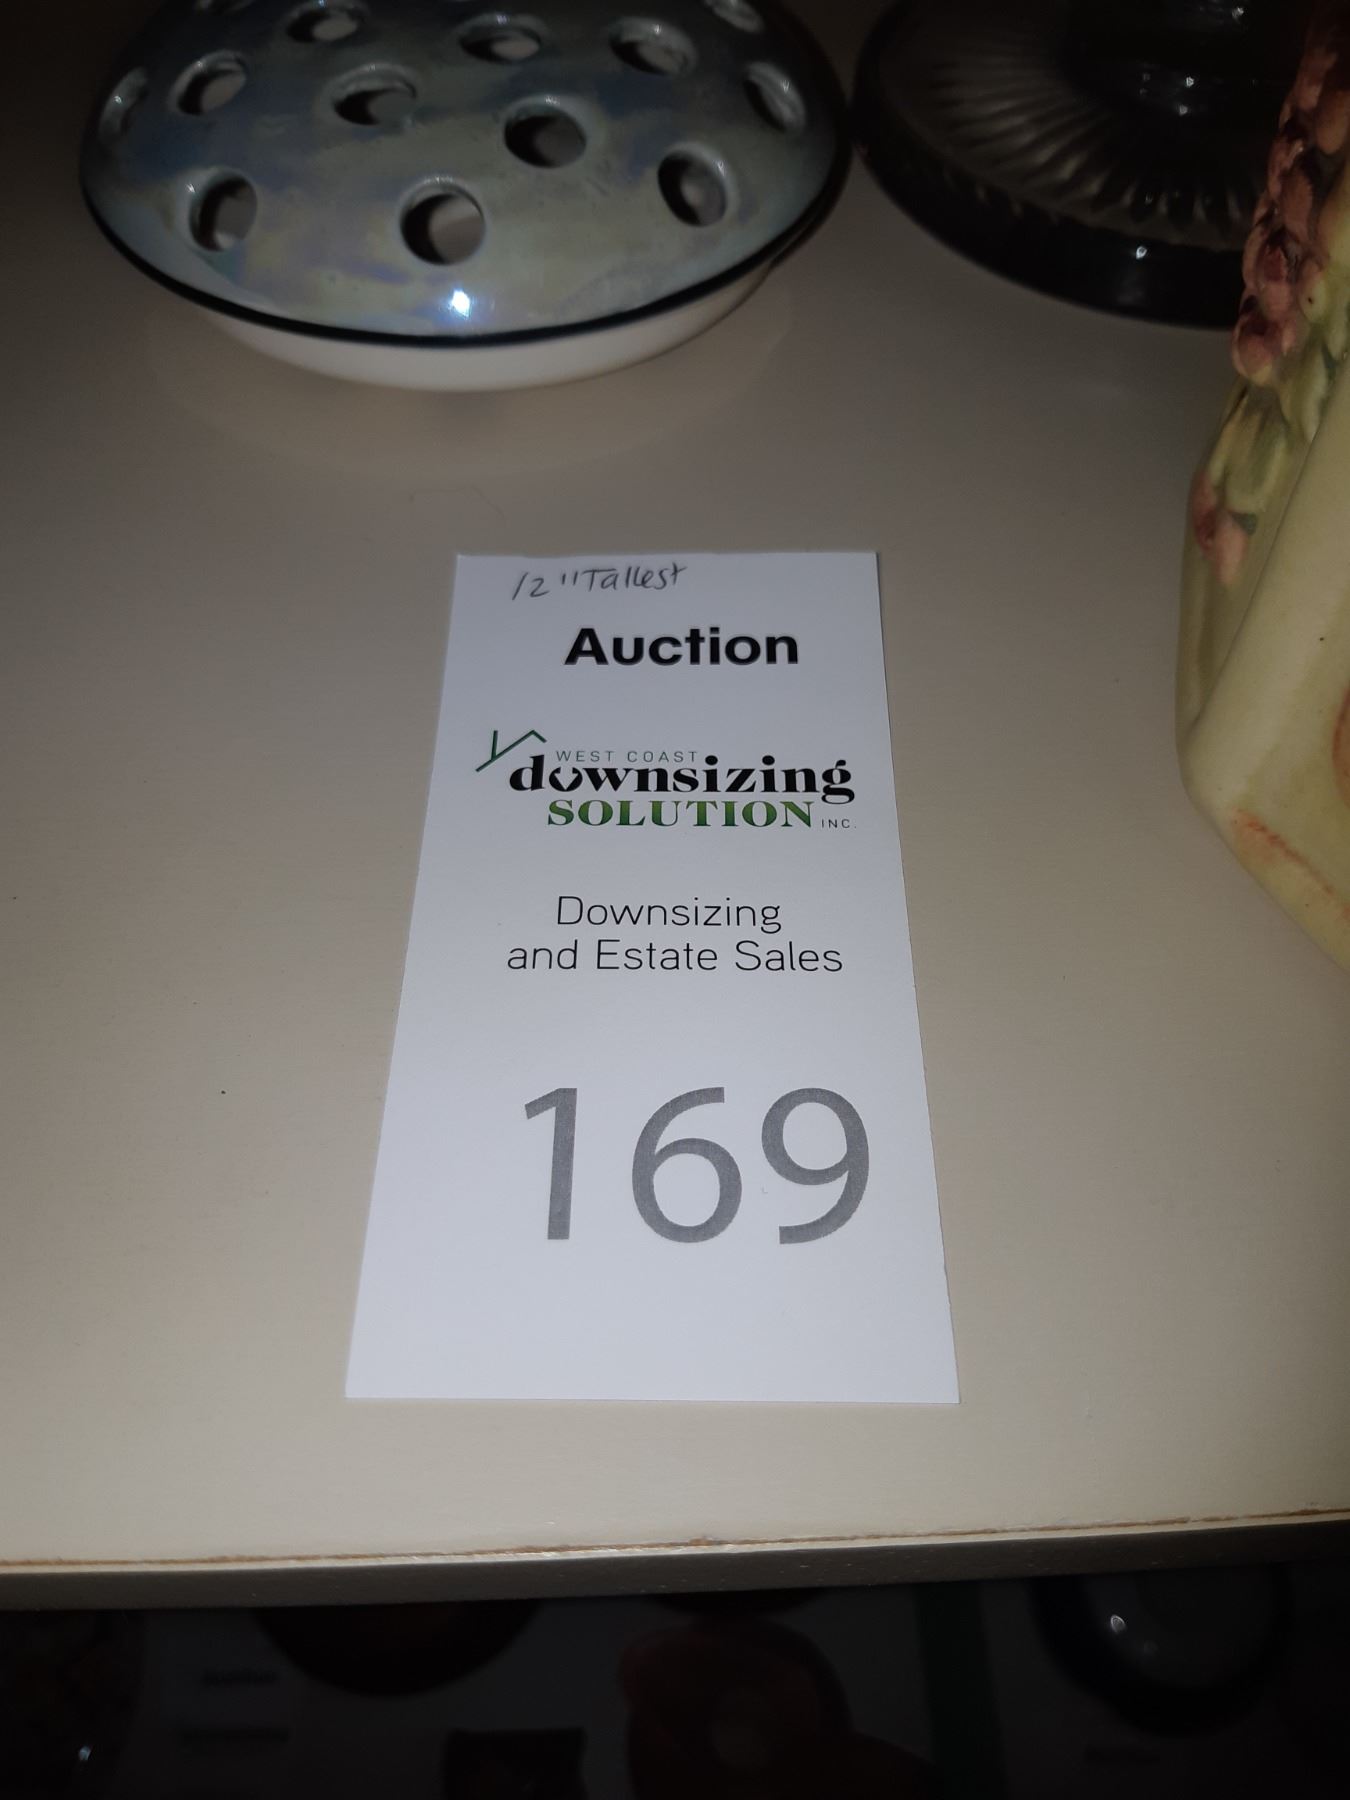 12" Tallest
Auction
WEST COAST
downsizing
SOLUTION INC.
Downsizing
and Estate Sales
169